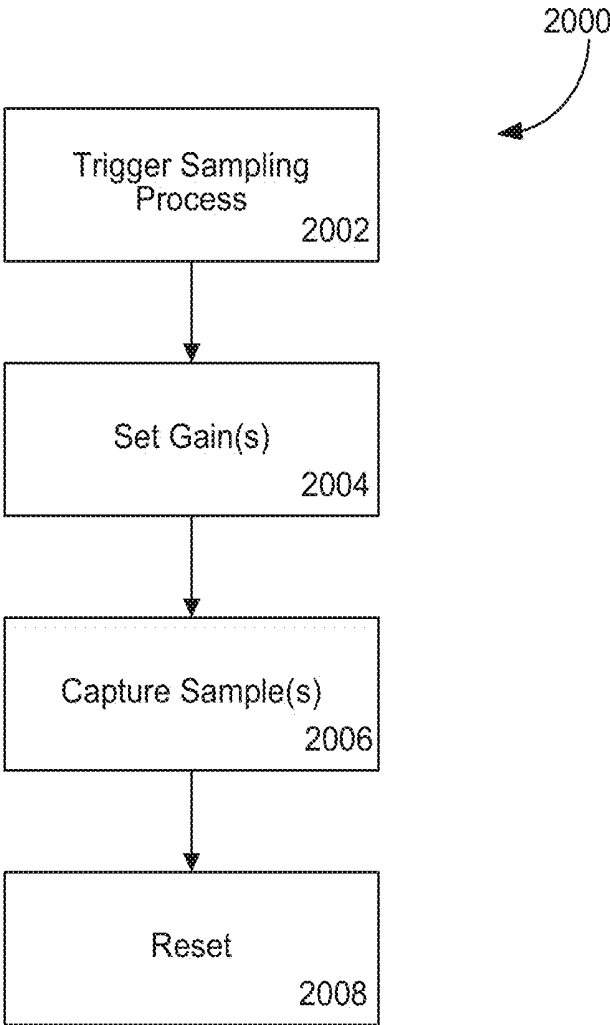 2000
Trigger Sampling
Process
2002
Set Gain(s)
2004
Capture Sample(s)
2006
Reset
2008